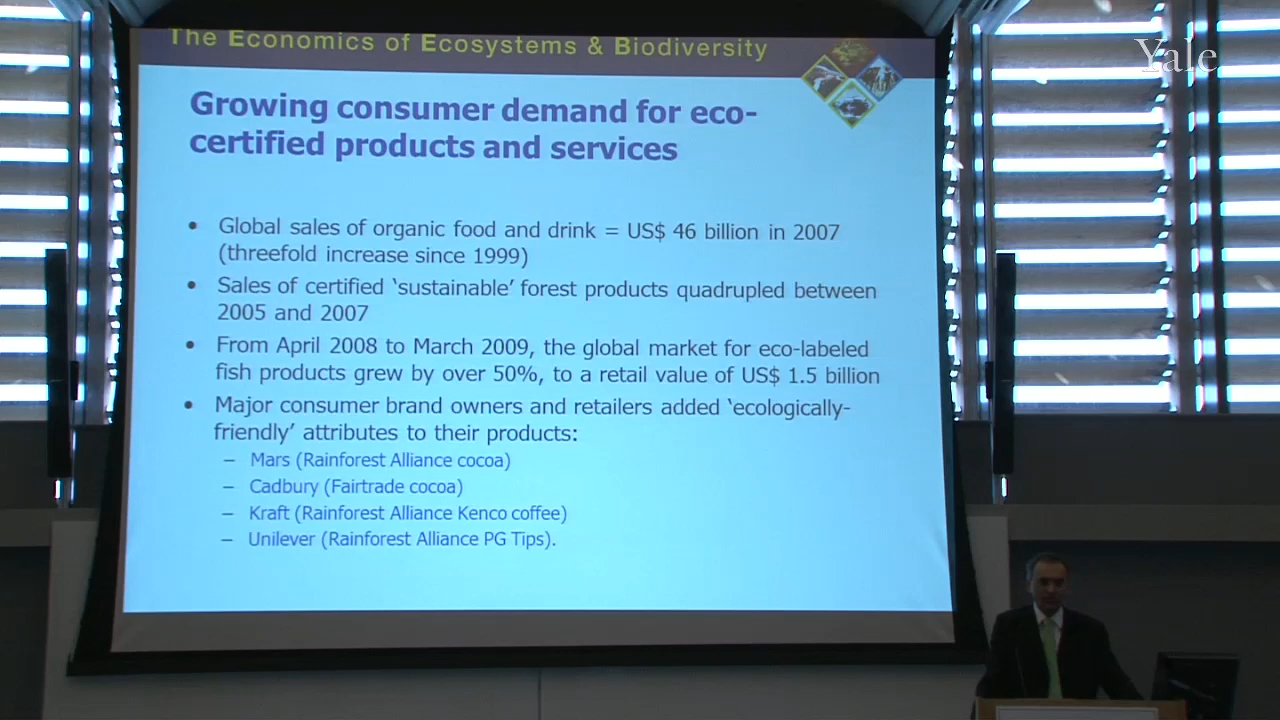 The Economics of Ecosystems & Biodiversity
Yale
Growing consumer demand for eco-
certified products and services
• Global sales of organic food and drink = US$ 46 billion in 2007
(threefold increase since 1999)
• Sales of certified ‘sustainable’ forest products quadrupled between
2005 and 2007
• From April 2008 to March 2009, the global market for eco-labeled
fish products grew by over 50%, to a retail value of US$ 1.5 billion
• Major consumer brand owners and retailers added ‘ecologically-
friendly’ attributes to their products:
– Mars (Rainforest Alliance cocoa)
– Cadbury (Fairtrade cocoa)
– Kraft (Rainforest Alliance Kenco coffee)
– Unilever (Rainforest Alliance PG Tips).